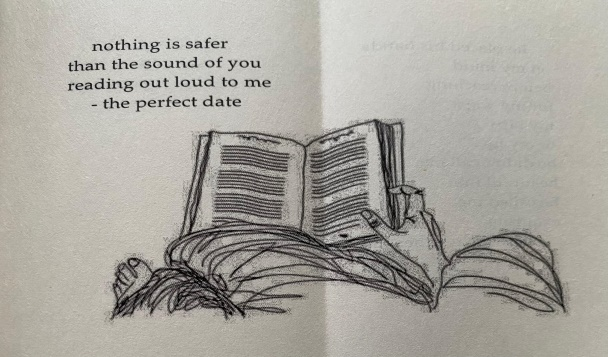 nothing is safer
than the sound of you
reading out loud to me
- the perfect date